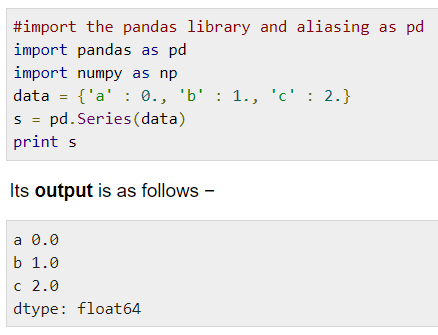 #import the pandas library and aliasing as pd
import pandas as pd
import numpy as np
data = {'a' : 0., 'b' : 1., 'c' : 2.}
s = pd.Series(data)
print s
Its output is as follows −
a 0.0
b 1.0
c 2.0
dtype: float64